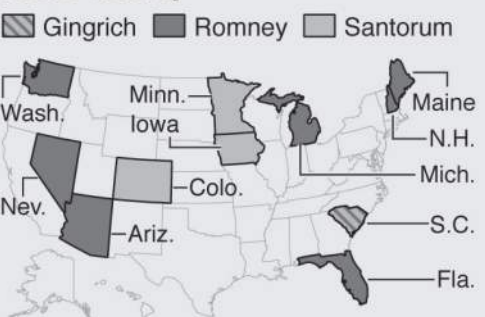 Gingrich Romney Santorum
Wash.
Minn.
Iowa
Maine
N.H.
Mich.
Nev.
Colo.
Ariz.
S.C.
Fla.